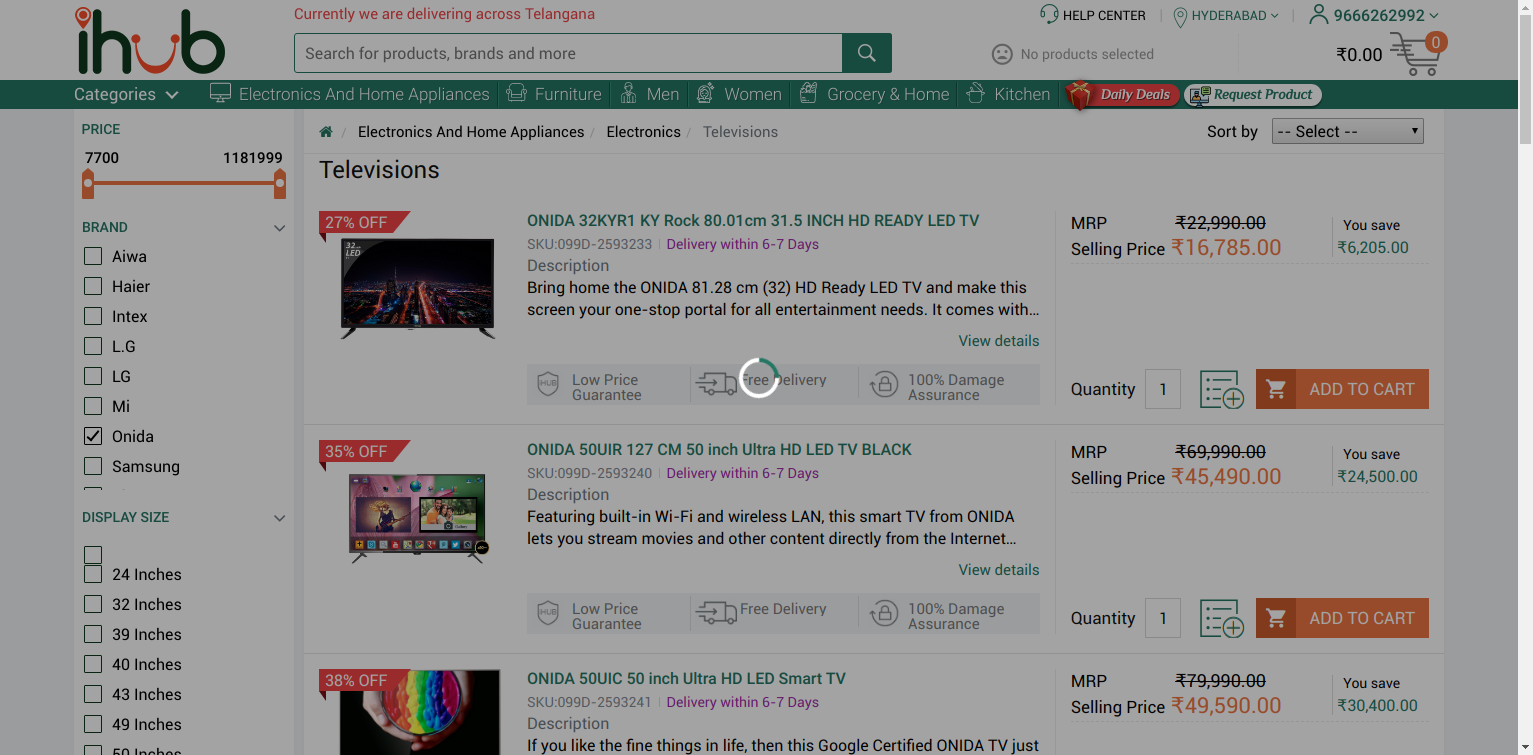 Currently we are delivering across Telangana
HELP CENTER
HYDERABAD
9666262992
ihub
Search for products, brands and more
No products selected
₹0.00
0
Categories
Electronics And Home Appliances
Furniture
Men
Women
Grocery & Home
Kitchen
Daily Deals
Request Product
PRICE
7700 1181999
BRAND
Aiwa
Haier
Intex
L.G
LG
Mi
Onida
Samsung
DISPLAY SIZE
24 Inches
32 Inches
39 Inches
40 Inches
43 Inches
49 Inches
50 Inches
/ Electronics And Home Appliances / Electronics / Televisions
Sort by
-- Select --
Televisions
27% OFF
32 inch
LED
ONIDA 32KYR1 KY Rock 80.01cm 31.5 INCH HD READY LED TV
SKU:099D-2593233 | Delivery within 6-7 Days
Description
Bring home the ONIDA 81.28 cm (32) HD Ready LED TV and make this
screen your one-stop portal for all entertainment needs. It comes with...
View details
IHUB
Low Price
Guarantee
Free Delivery
100% Damage
Assurance
MRP ₹22,990.00
Selling Price ₹16,785.00
You save
₹6,205.00
Quantity 1
ADD TO CART
35% OFF
ONIDA 50UIR 127 CM 50 inch Ultra HD LED TV BLACK
SKU:099D-2593240 | Delivery within 6-7 Days
Description
Featuring built-in Wi-Fi and wireless LAN, this smart TV from ONIDA
lets you stream movies and other content directly from the Internet...
View details
IHUB
Low Price
Guarantee
Free Delivery
100% Damage
Assurance
MRP ₹69,990.00
Selling Price ₹45,490.00
You save
₹24,500.00
Quantity 1
ADD TO CART
38% OFF
ONIDA 50UIC 50 inch Ultra HD LED Smart TV
SKU:099D-2593241 | Delivery within 6-7 Days
Description
If you like the fine things in life, then this Google Certified ONIDA TV just
MRP ₹79,990.00
Selling Price ₹49,590.00
You save
₹30,400.00